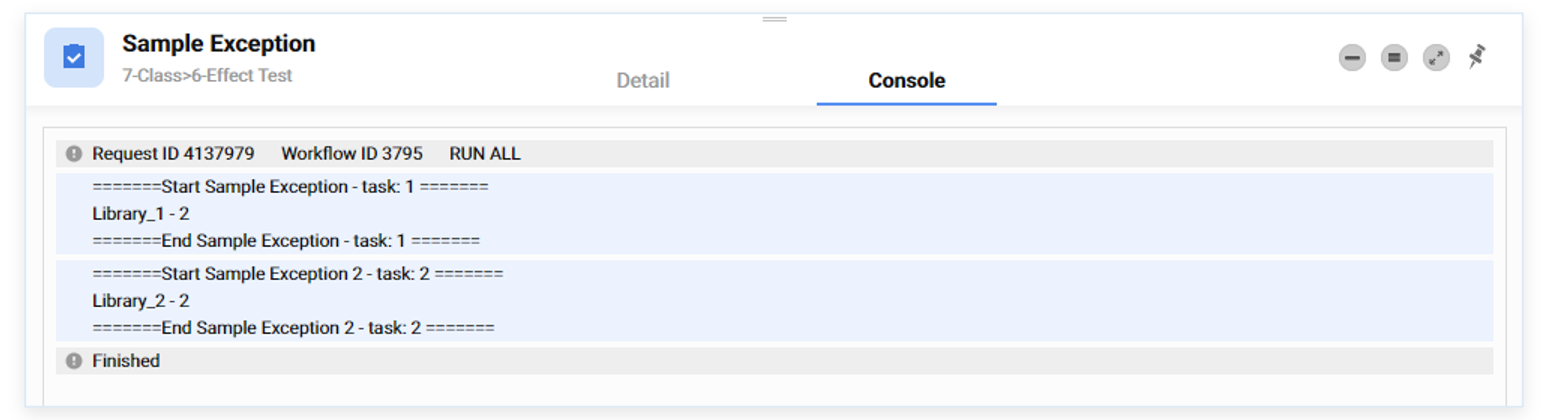 Sample Exception
7-Class>6-Effect Test
Detail
Console
Request ID 4137979 Workflow ID 3795 RUN ALL
=======Start Sample Exception - task: 1 =======
Library_1 - 2
=======End Sample Exception - task: 1 =======
=======Start Sample Exception 2 - task: 2 =======
Library_2 - 2
=======End Sample Exception 2 - task: 2 =======
Finished